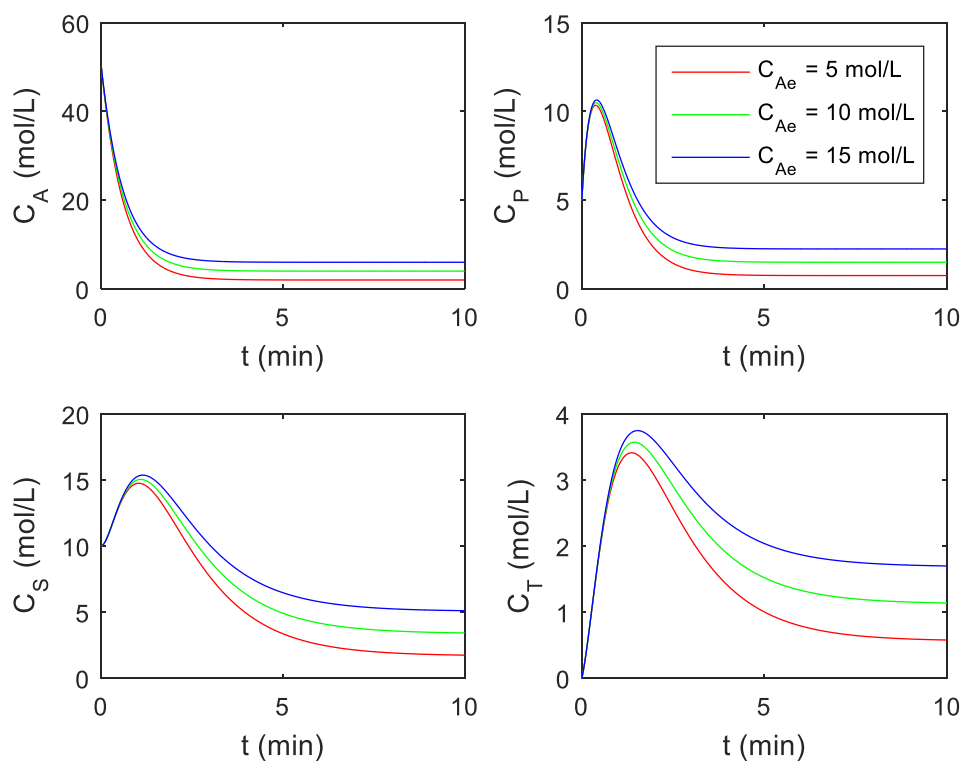 60
40
20
0
C_A (mol/L)
0 5 10
t (min)
15
10
5
0
C_P (mol/L)
0 5 10
t (min)
C_Ae = 5 mol/L
C_Ae = 10 mol/L
C_Ae = 15 mol/L
20
15
10
5
0
C_S (mol/L)
0 5 10
t (min)
4
3
2
1
0
C_T (mol/L)
0 5 10
t (min)